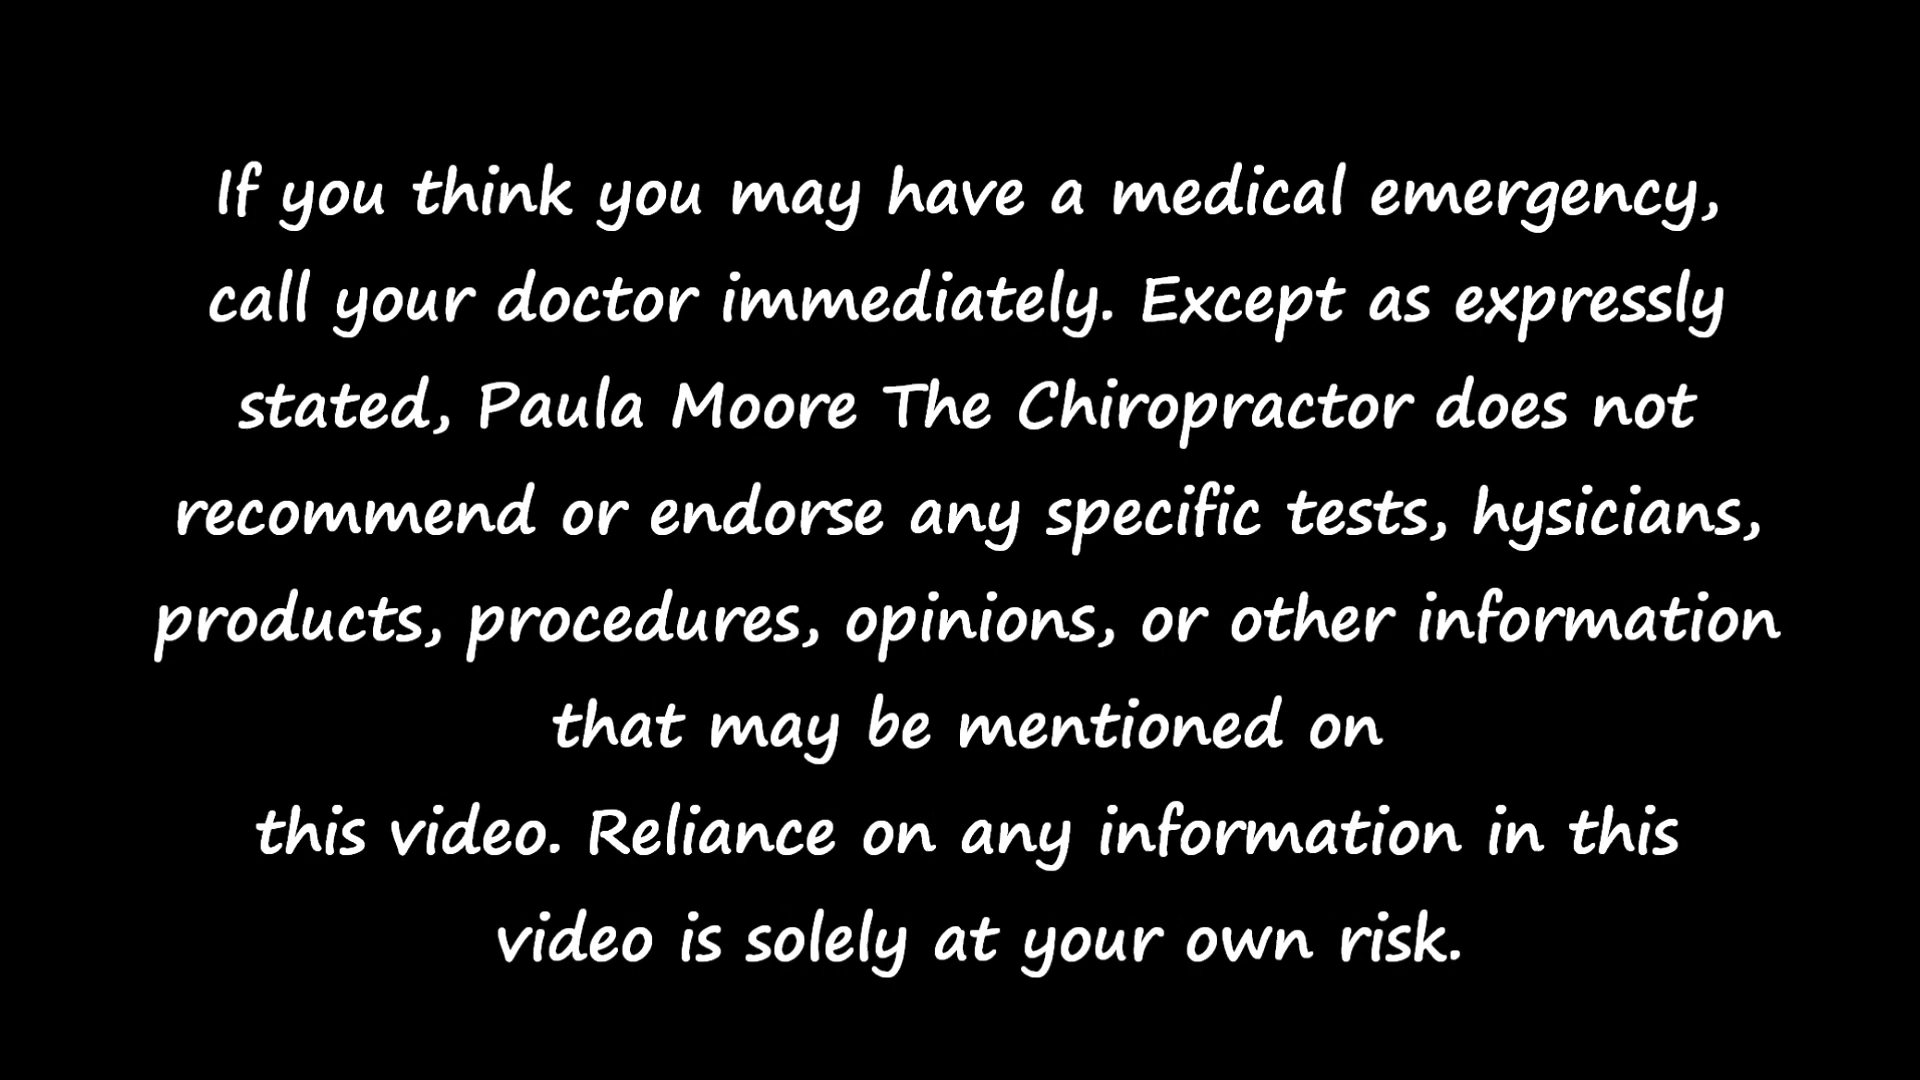 If you think you may have a medical emergency,
call your doctor immediately. Except as expressly
stated, Paula Moore The Chiropractor does not
recommend or endorse any specific tests, hysicians,
products, procedures, opinions, or other information
that may be mentioned on
this video. Reliance on any information in this
video is solely at your own risk.